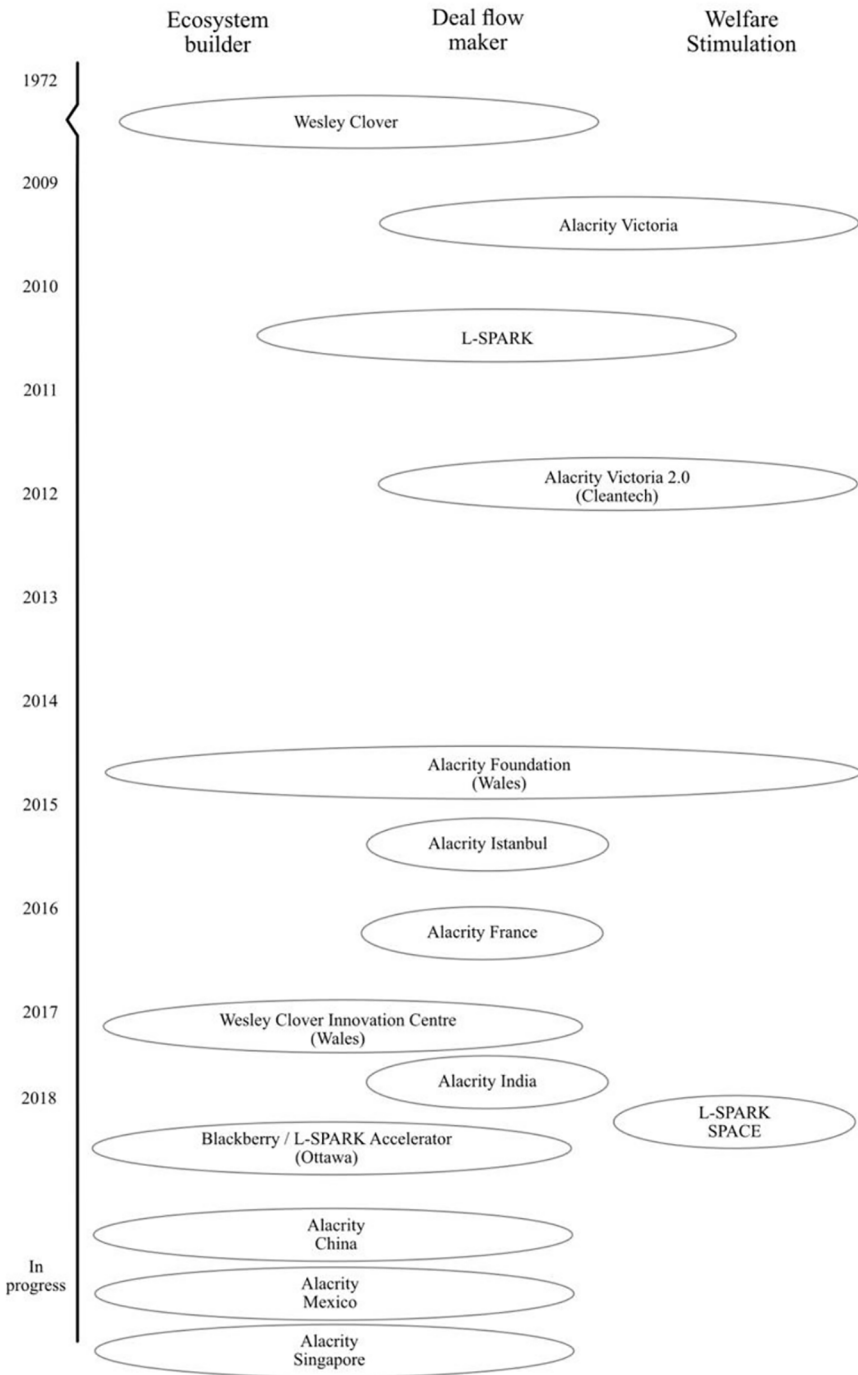 Ecosystem
builder
Deal flow
maker
Welfare
Stimulation
1972
Wesley Clover
2009
Alacrity Victoria
2010
L-SPARK
2011
Alacrity Victoria 2.0
(Cleantech)
2012
2013
2014
Alacrity Foundation
(Wales)
2015
Alacrity Istanbul
2016
Alacrity France
2017
Wesley Clover Innovation Centre
(Wales)
Alacrity India
2018
L-SPARK
SPACE
Blackberry / L-SPARK Accelerator
(Ottawa)
Alacrity
China
In
progress
Alacrity
Mexico
Alacrity
Singapore